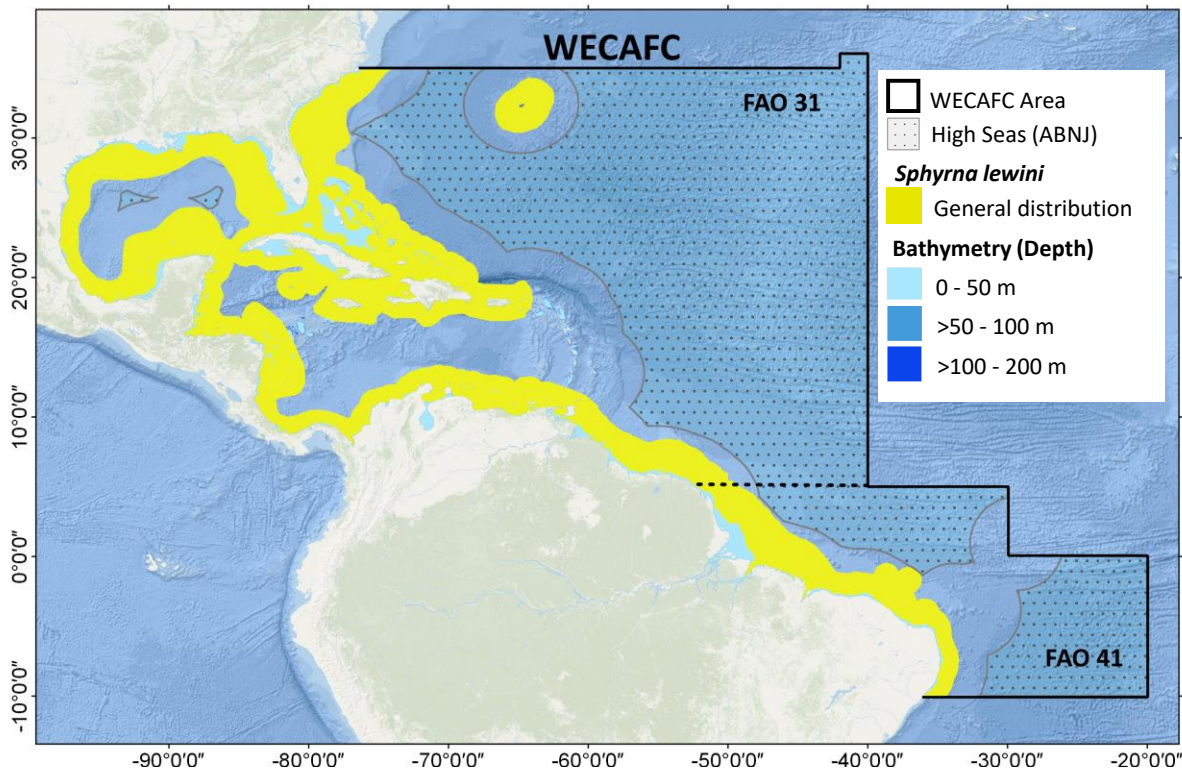 WECAFC
FAO 31
WECAFC Area
High Seas (ABNJ)
Sphyrna lewini
General distribution
Bathymetry (Depth)
0 - 50 m
>50 - 100 m
>100 - 200 m
FAO 41
30°0'0"
20°0'0"
10°0'0"
0°0'0"
-10°0'0"
-90°0'0"
-80°0'0"
-70°0'0"
-60°0'0"
-50°0'0"
-40°0'0"
-30°0'0"
-20°0'0"